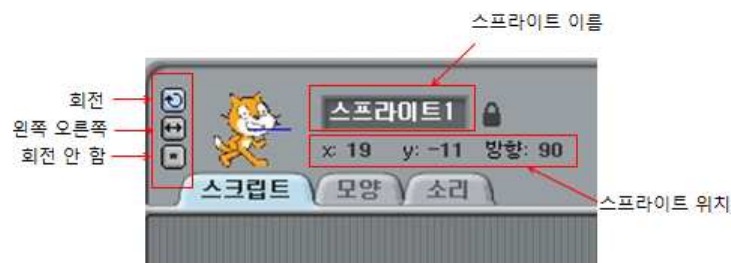 스프라이트 이름
회전
왼쪽 오른쪽
회전 안 함
스프라이트1
x: 19 y: -11 방향: 90
스크립트 모양 소리
스프라이트 위치